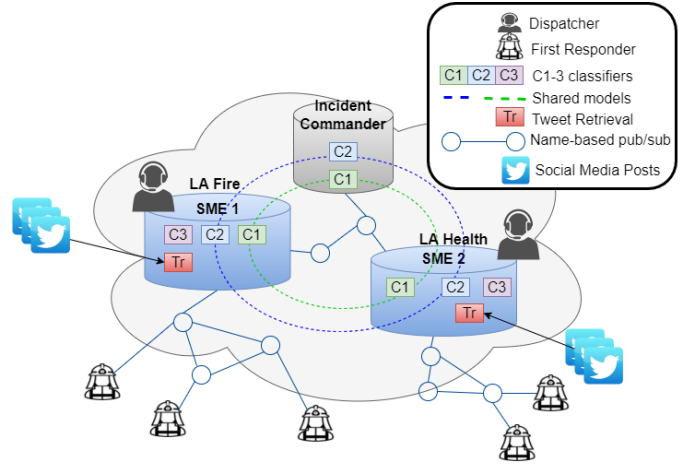 Dispatcher
First Responder
C1 C2 C3 C1-3 classifiers
Shared models
Tr Tweet Retrieval
Name-based pub/sub
Social Media Posts
Incident
Commander
C2
C1
LA Fire
SME 1
C3 C2 C1
Tr
LA Health
SME 2
C1 C2 C3
Tr